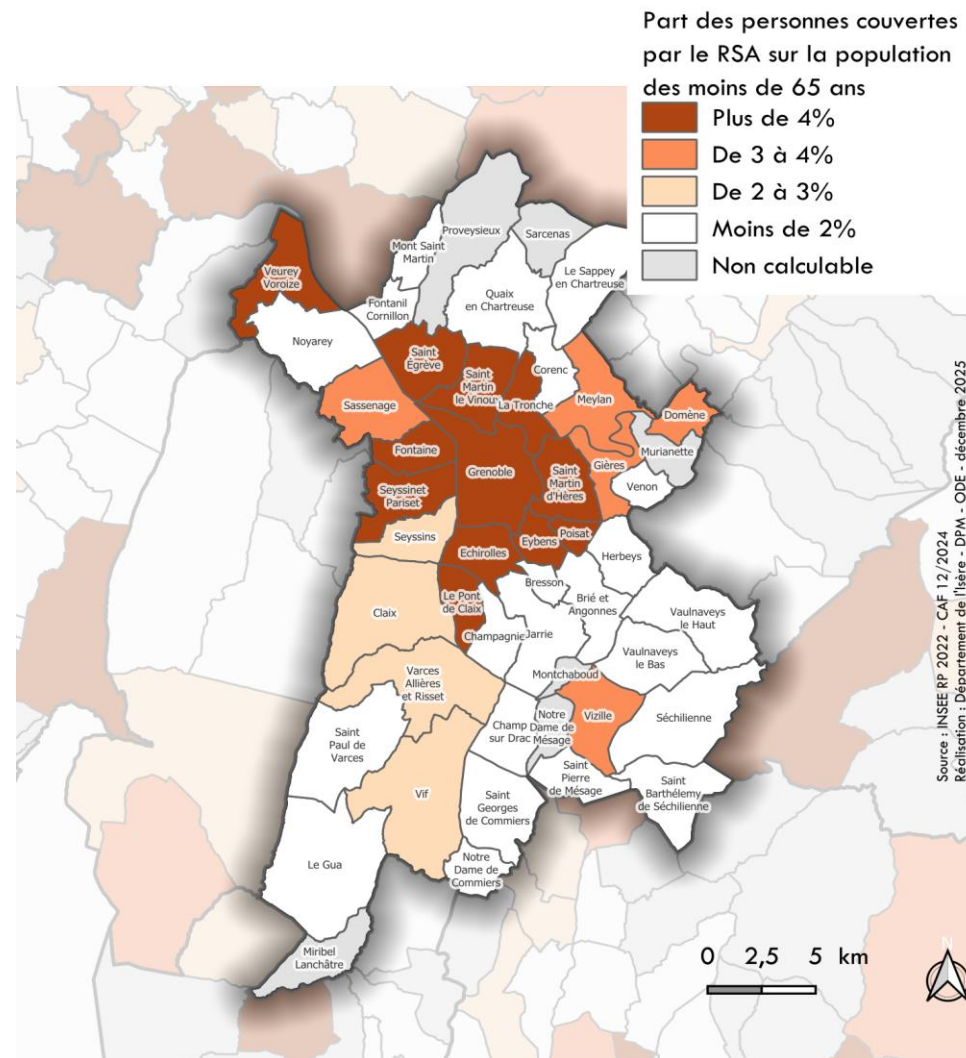 Part des personnes couvertes
par le RSA sur la population
des moins de 65 ans
Plus de 4%
De 3 à 4%
De 2 à 3%
Moins de 2%
Non calculable
Proveysieux
Sarcenas
Mont Saint
Martin
Le Sappey
en Chartreuse
Veurey
Voroize
Quaix
en Chartreuse
Fontanil
Cornillon
Noyarey
Saint
Égrève
Saint
Martin
le Vinoux
Corenc
La Tronche
Meylan
Sassenage
Domène
Murianette
Fontaine
Grenoble
Gières
Saint
Martin
d'Hères
Venon
Seyssinet
Pariset
Seyssins
Echirolles
Eybens
Poisat
Herbeys
Bresson
Le Pont
de Claix
Brié et
Angonnes
Claix
Vaulnaveys
le Haut
Champagnier
Jarrie
Vaulnaveys
le Bas
Varces
Allières
et Risset
Montchaboud
Notre
Dame de
Mésage
Vizille
Séchilienne
Champ
sur Drac
Saint
Paul de
Varces
Saint
Pierre
de Mésage
Saint
Barthélemy
de Séchilienne
Vif
Saint
Georges
de Commiers
Le Gua
Notre
Dame de
Commiers
Miribel
Lanchâtre
0 2,5 5 km
N
Source : INSEE RP 2022 - CAF 12/2024
Réalisation : Département de l'Isère - DPM - ODE - décembre 2025